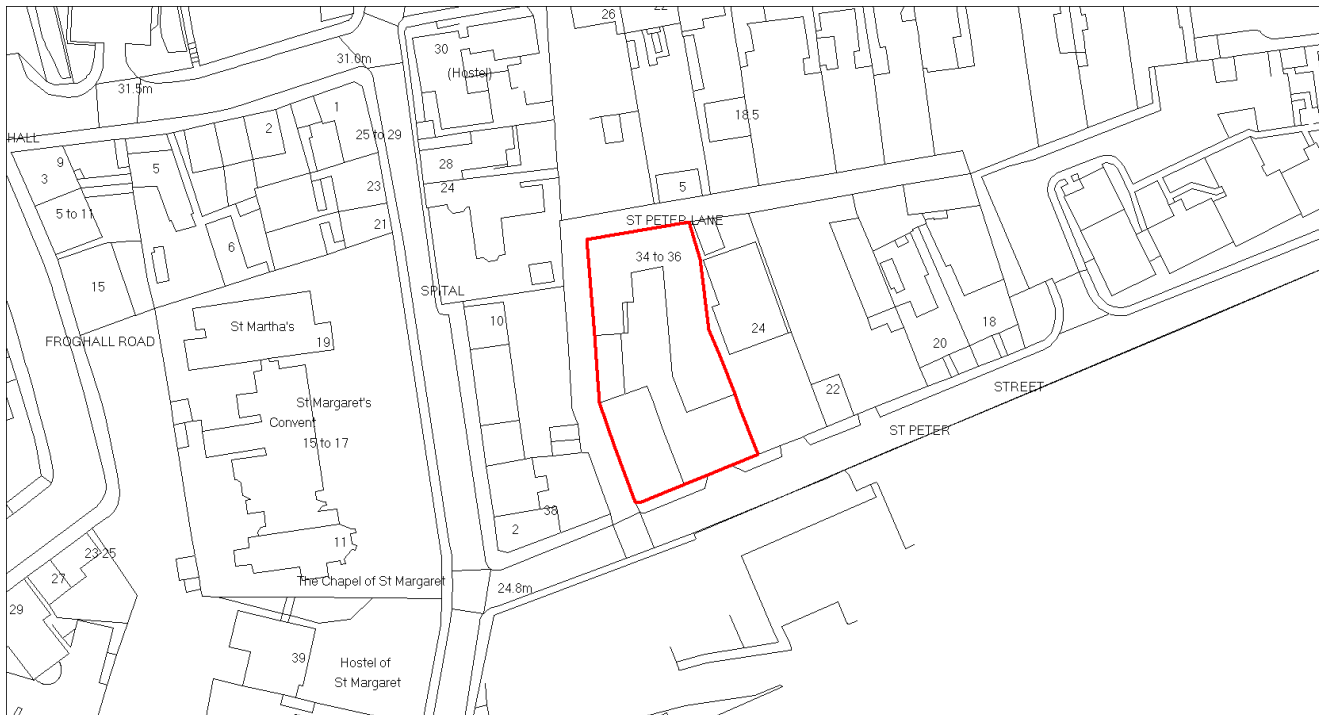 26
22
30
(Hostel)
31.0m
31.5m
1
2
25 to 29
18.5
HALL
9
3
5
28
24
23
5
5 to 11
21
ST PETER LANE
6
34 to 36
15
SPITAL
10
St Martha's
19
24
18
FROGHALL ROAD
20
STREET
22
St Margaret's
Convent
15 to 17
ST PETER
38
2
11
23-25
27
The Chapel of St Margaret
24.8m
29
39
Hostel of
St Margaret